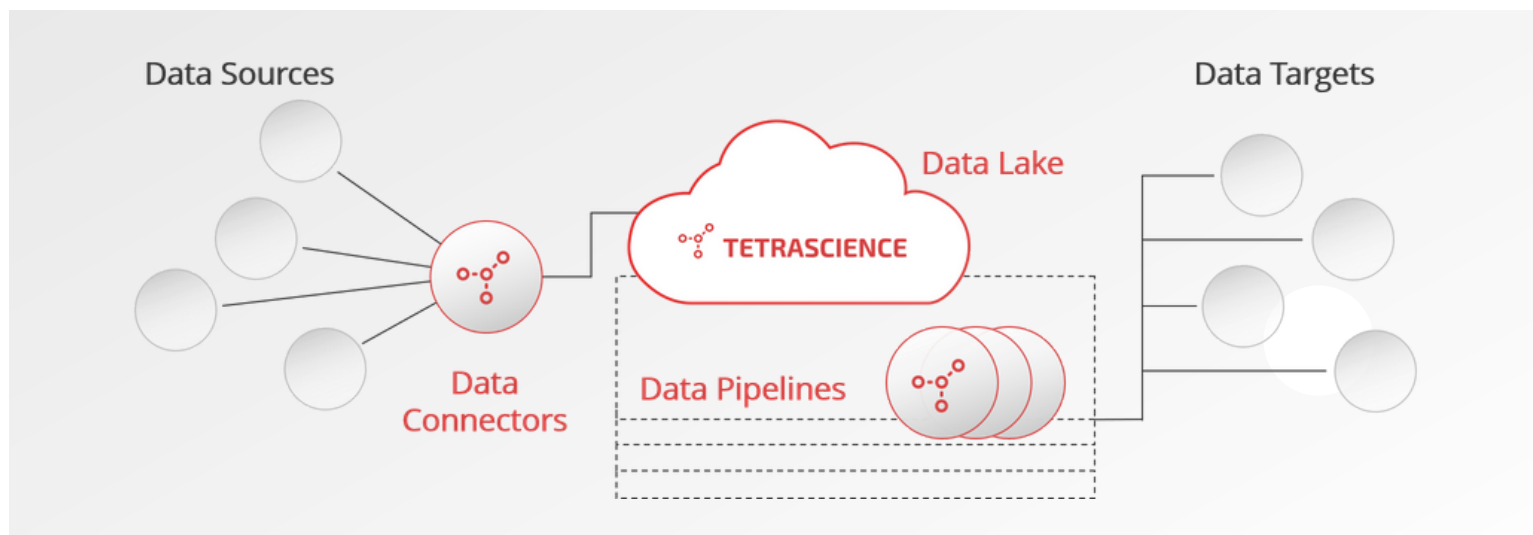 Data Sources
Data Targets
Data Lake
TETRASCIENCE
Data
Connectors
Data Pipelines